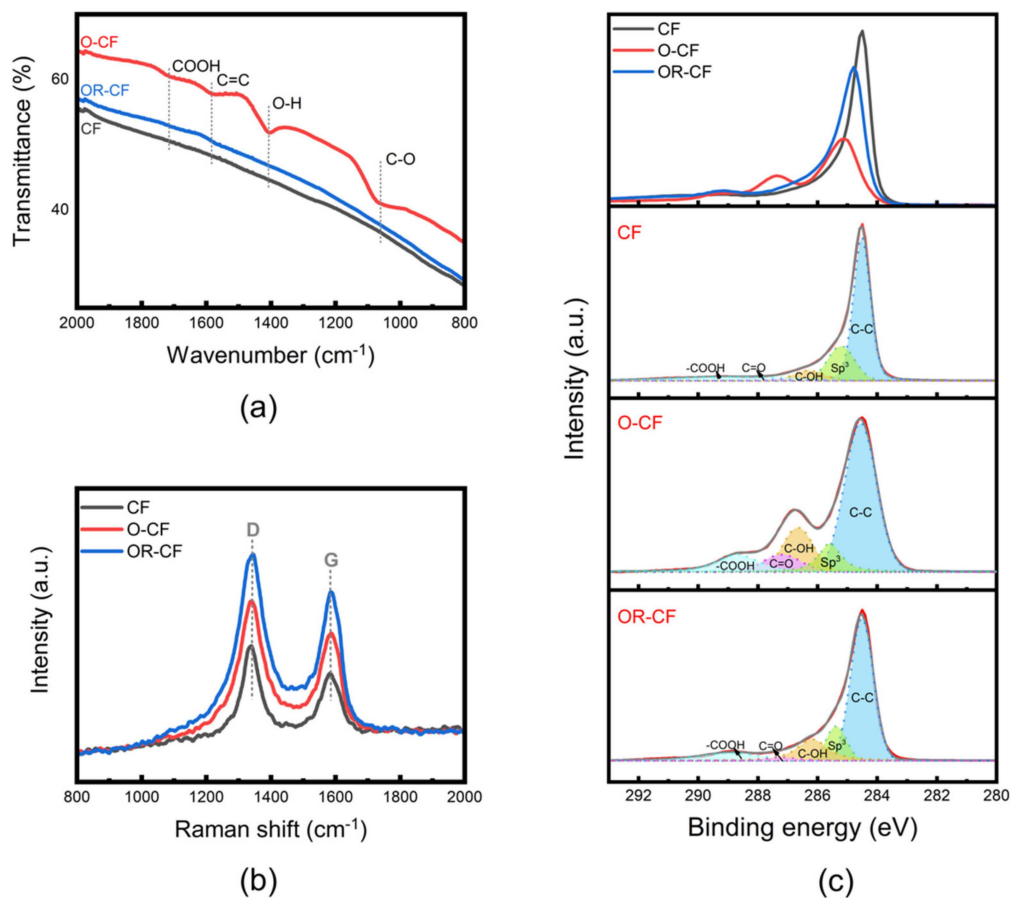 O-CF
COOH
C=C
O-H
C-O
OR-CF
CF
60
40
Transmittance (%)
2000 1800 1600 1400 1200 1000 800
Wavenumber (cm⁻¹)
(a)
CF
O-CF
OR-CF
D
G
Intensity (a.u.)
800 1000 1200 1400 1600 1800 2000
Raman shift (cm⁻¹)
(b)
CF
O-CF
OR-CF
CF
-COOH
C=O
C-OH
Sp³
C-C
O-CF
-COOH
C=O
C-OH
Sp³
C-C
OR-CF
-COOH
C=O
C-OH
Sp³
C-C
Intensity (a.u.)
292 290 288 286 284 282 280
Binding energy (eV)
(c)